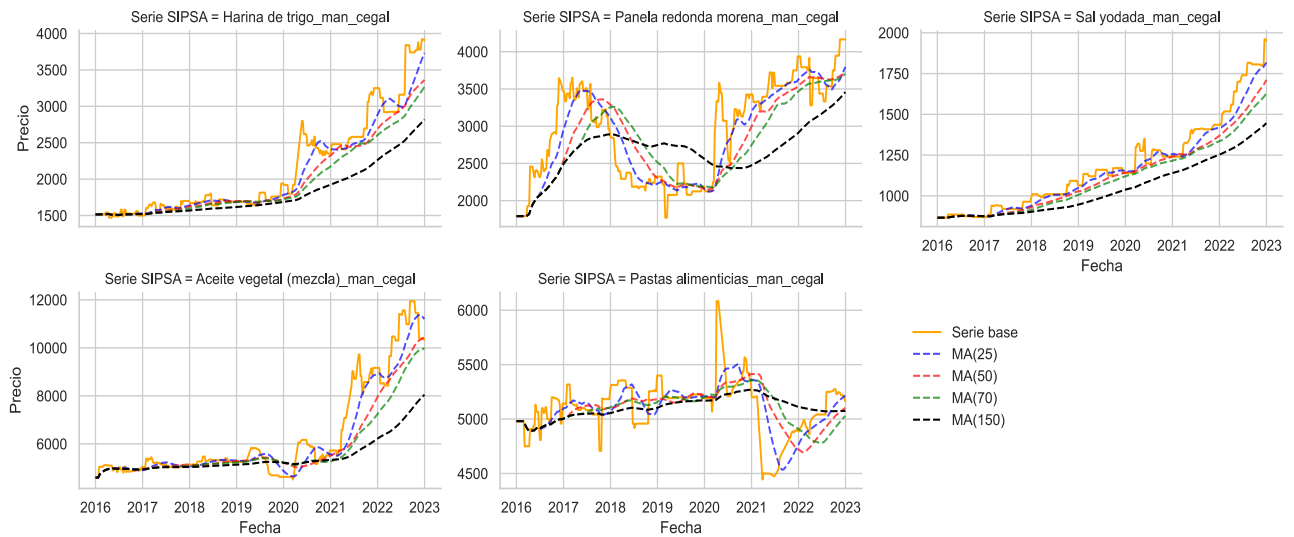 Serie SIPSA = Harina de trigo_man_cegal
Serie SIPSA = Panela redonda morena_man_cegal
Serie SIPSA = Sal yodada_man_cegal
Precio
4000
3500
3000
2500
2000
1500
4000
3500
3000
2500
2000
2000
1750
1500
1250
1000
2016 2017 2018 2019 2020 2021 2022 2023
Fecha
Serie SIPSA = Aceite vegetal (mezcla)_man_cegal
Serie SIPSA = Pastas alimenticias_man_cegal
Precio
12000
10000
8000
6000
6000
5500
5000
4500
2016 2017 2018 2019 2020 2021 2022 2023
Fecha
2016 2017 2018 2019 2020 2021 2022 2023
Fecha
Serie base
MA(25)
MA(50)
MA(70)
MA(150)